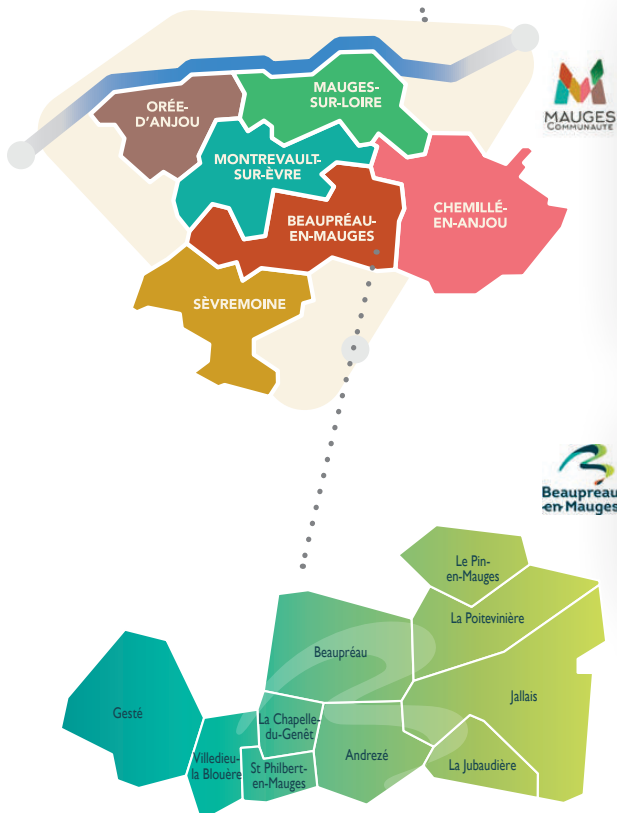 MAUGES-
SUR-LOIRE
ORÉE-
D'ANJOU
MAUGES
COMMUNAUTÉ
MONTREVAULT-
SUR-ÈVRE
CHEMILLÉ-
EN-ANJOU
BEAUPRÉAU-
EN-MAUGES
SÈVREMOINE
Beaupreau
en-Mauges
Le Pin-
en-Mauges
La Poitevinière
Beaupréau
Jallais
Gesté
La Chapelle-
du-Genêt
Villedieu-
la Blouère
Andrezé
St Philbert-
en-Mauges
La Jubaudière